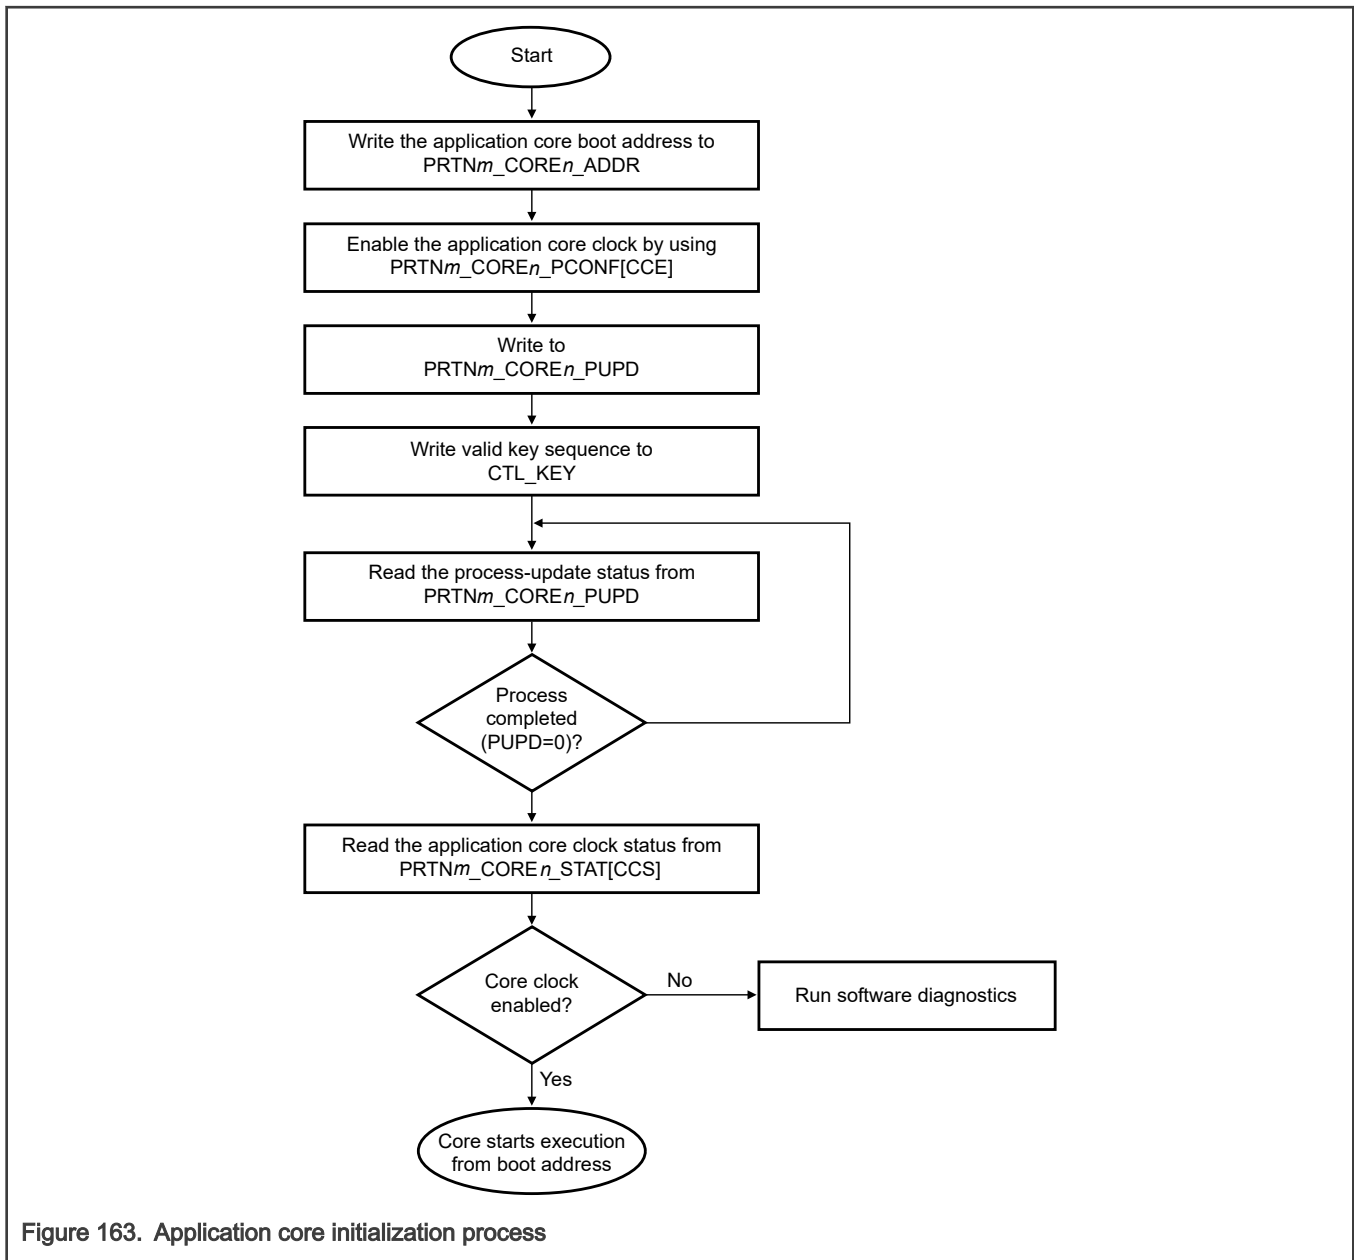 Start
Write the application core boot address to
PRTNm_COREn_ADDR
Enable the application core clock by using
PRTNm_COREn_PCONF[CCE]
Write to
PRTNm_COREn_PUPD
Write valid key sequence to
CTL_KEY
Read the process-update status from
PRTNm_COREn_PUPD
Process
completed
(PUPD=0)?
Read the application core clock status from
PRTNm_COREn_STAT[CCS]
Core clock
enabled?
No
Run software diagnostics
Yes
Core starts execution
from boot address
Figure 163. Application core initialization process